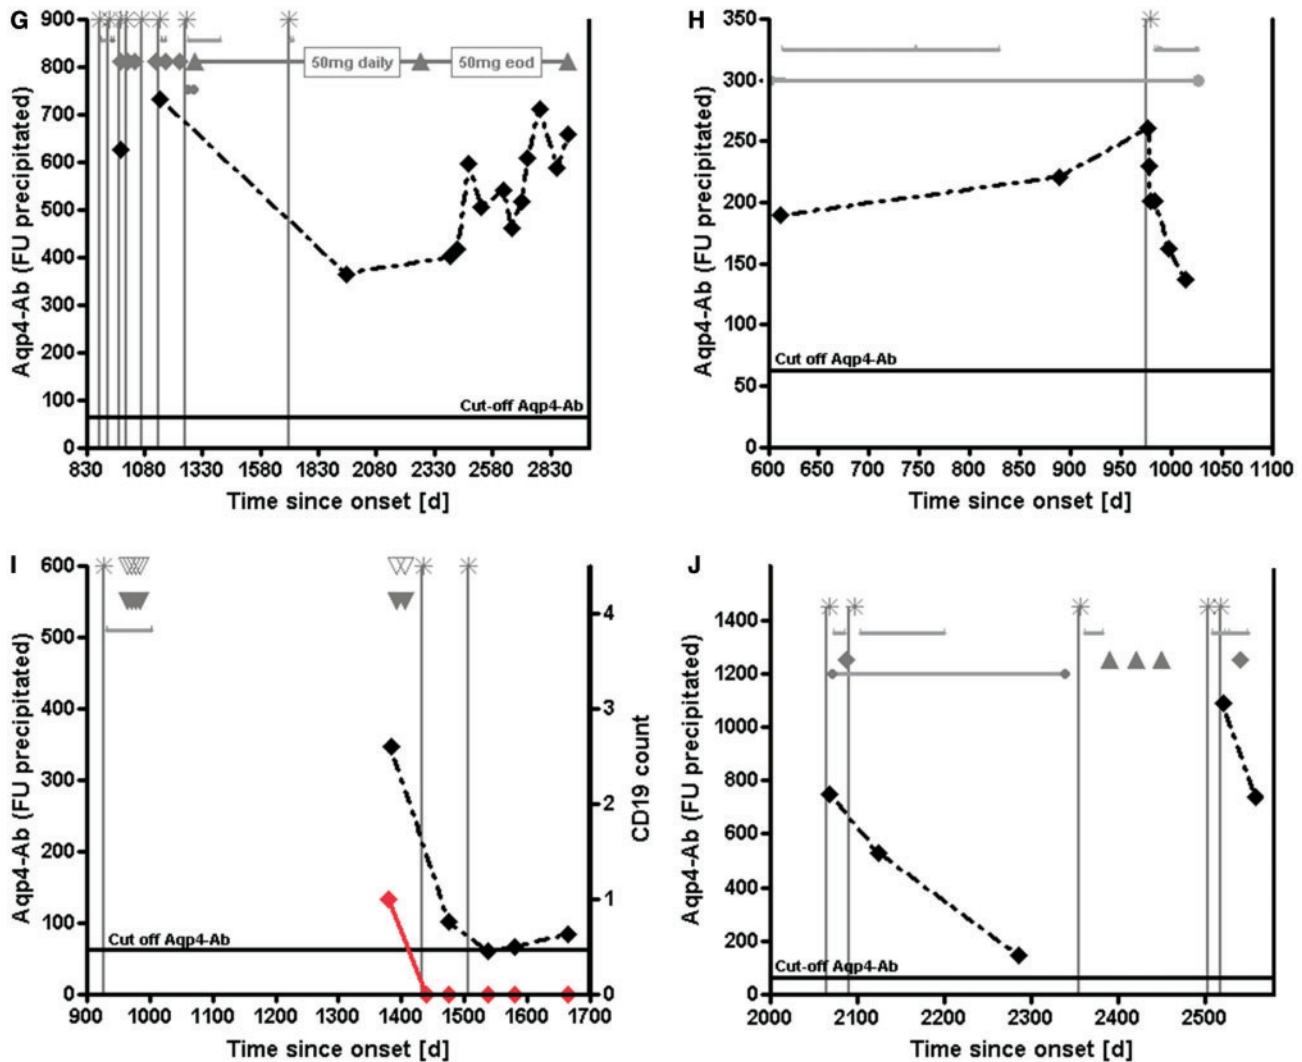 G
900
800
700
600
500
400
300
200
100
0
Aqp4-Ab (FU precipitated)
50mg daily
50mg eod
Cut-off Aqp4-Ab
830 1080 1330 1580 1830 2080 2330 2580 2830
Time since onset [d]
H
350
300
250
200
150
100
50
0
Aqp4-Ab (FU precipitated)
Cut off Aqp4-Ab
600 650 700 750 800 850 900 950 1000 1050 1100
Time since onset [d]
I
600
500
400
300
200
100
0
Aqp4-Ab (FU precipitated)
Cut off Aqp4-Ab
4
3
2
1
0
CD19 count
900 1000 1100 1200 1300 1400 1500 1600 1700
Time since onset [d]
J
1400
1200
1000
800
600
400
200
0
Aqp4-Ab (FU precipitated)
Cut-off Aqp4-Ab
2000 2100 2200 2300 2400 2500
Time since onset [d]